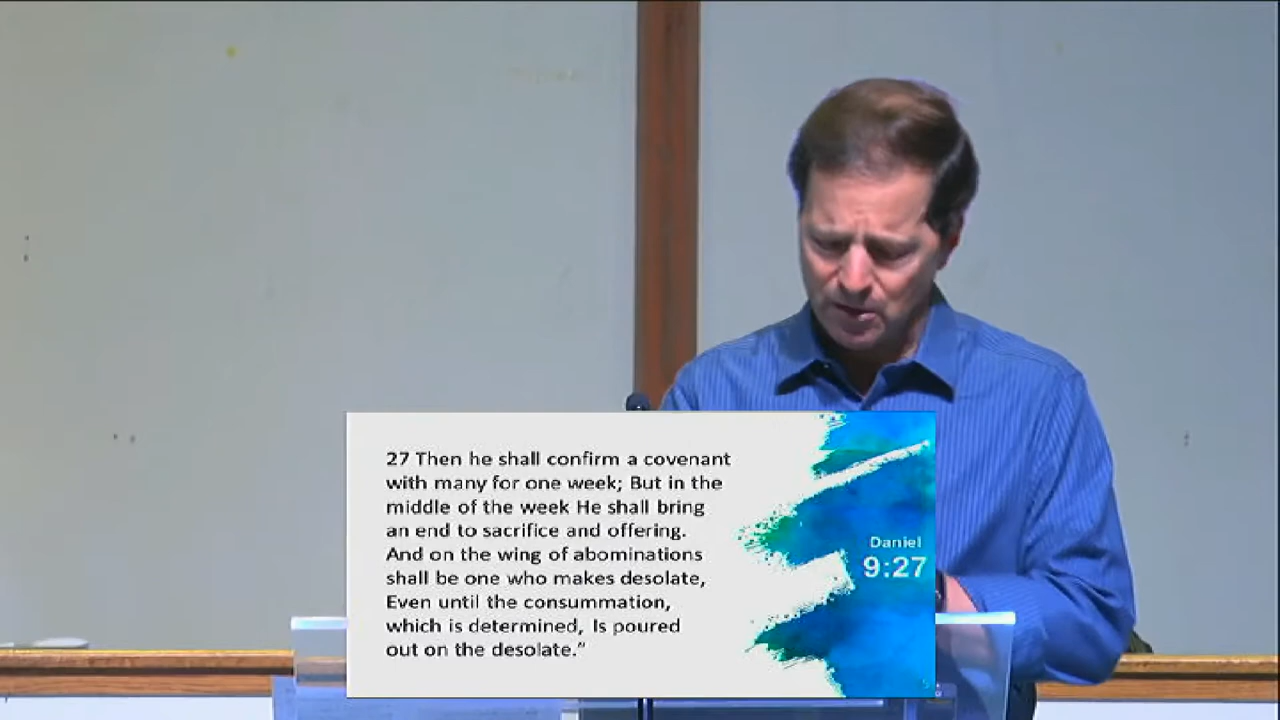 27 Then he shall confirm a covenant
with many for one week; But in the
middle of the week He shall bring
an end to sacrifice and offering.
And on the wing of abominations
shall be one who makes desolate,
Even until the consummation,
which is determined, Is poured
out on the desolate.”
Daniel
9:27